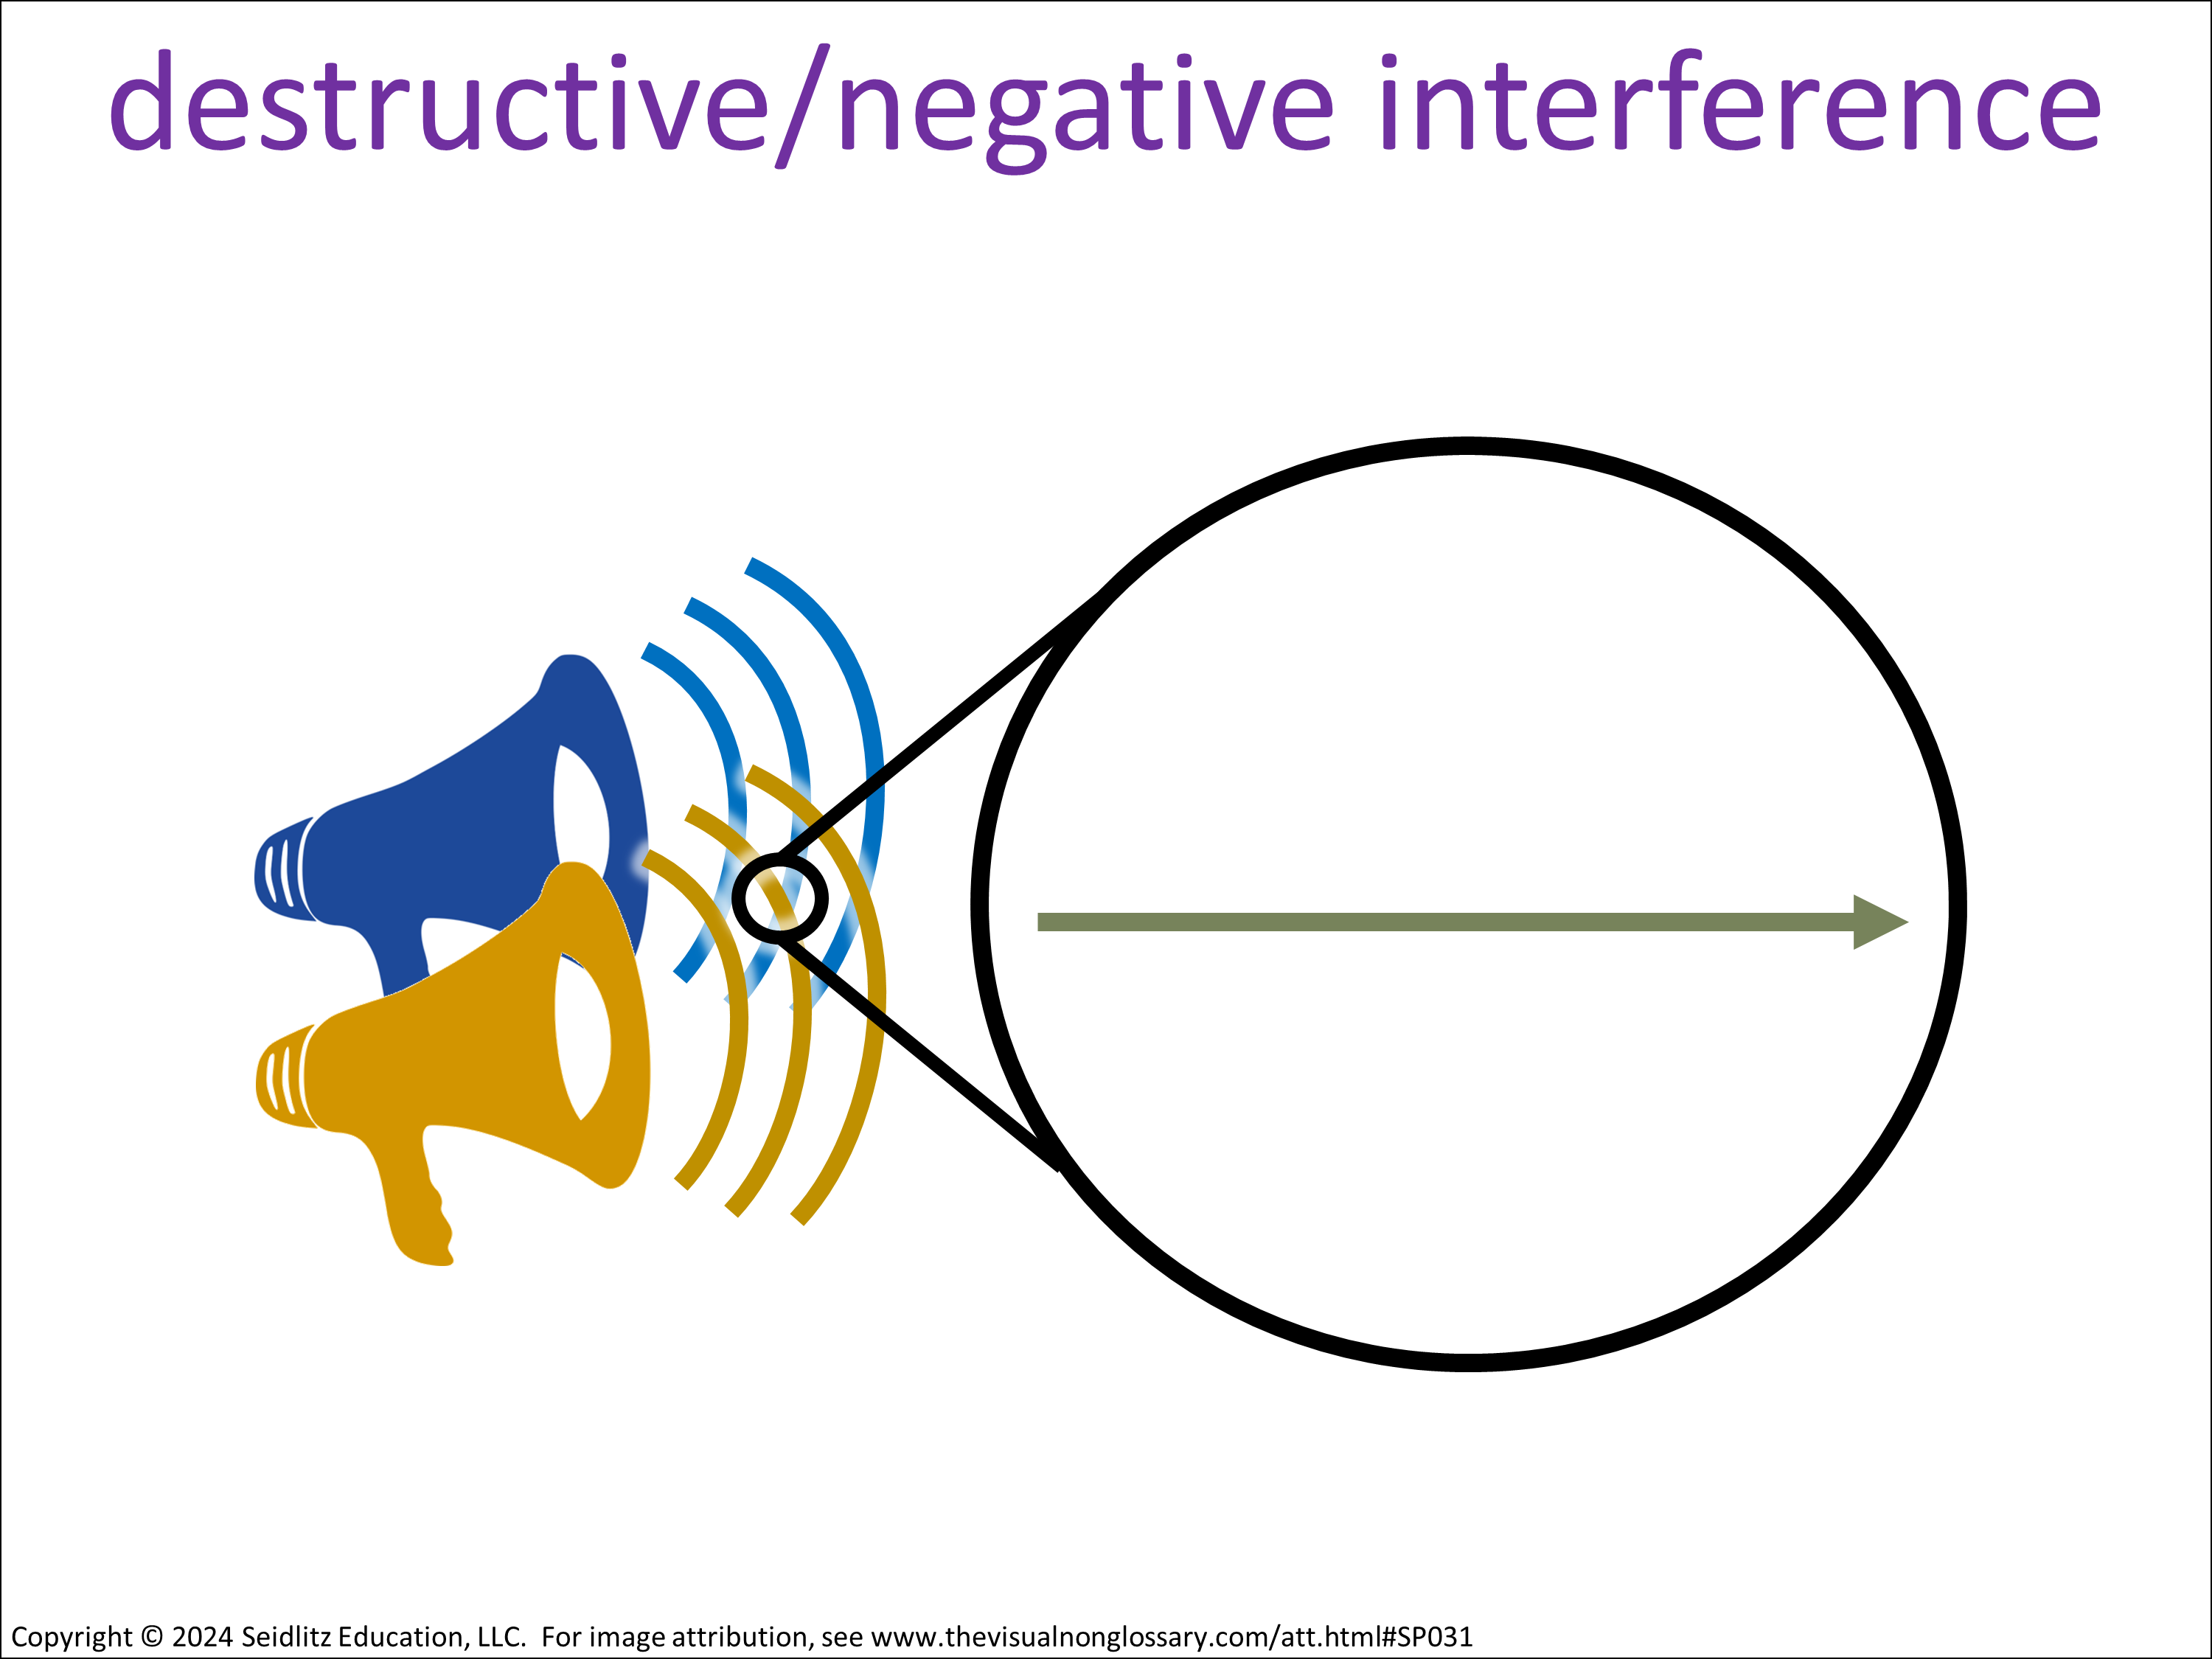 destructive/negative interference
Copyright © 2024 Seidlitz Education, LLC.  For image attribution, see www.thevisualnonglossary.com/att.html#SP031